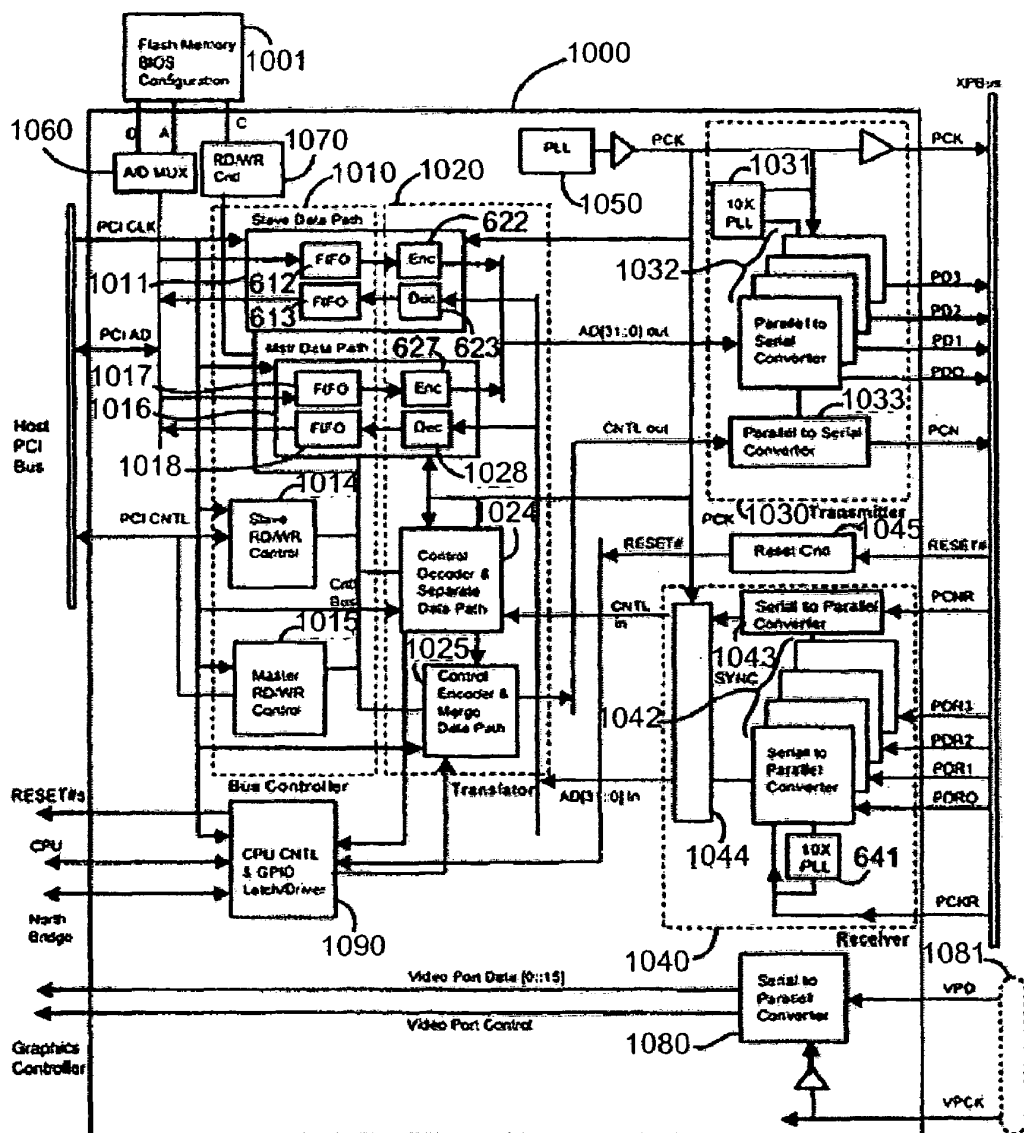 Flash Memory
BIOS
Configuration
1001
1000
XPBus
D
A
C
1060
A/D MUX
RD/WR
Cntl
1070
1010
1020
PLL
PCK
1050
1031
10X
PLL
PCK
PCI CLK
Slave Data Path
622
FIFO
Enc
1011
612
FIFO
Dec
613
623
1032
Parallel to
Serial
Converter
PD3
PD2
PD1
PD0
AD[31::0] out
PCI AD
Mstr Data Path
627
1017
FIFO
Enc
1016
FIFO
Dec
1018
1028
Host
PCI
Bus
CNTL out
1033
Parallel to Serial
Converter
PCN
1014
1024
PCK
1030
Transmitter
1045
PCI CNTL
Slave
RD/WR
Control
Control
Decoder &
Separate
Data Path
RESET#
Reset Cntl
RESET#
Cntl
Bus
CNTL
in
Serial to Parallel
Converter
PCNR
1015
1025
1043
SYNC
Master
RD/WR
Control
Control
Encoder &
Merge
Data Path
1042
PDR3
PDR2
PDR1
PDR0
Serial to
Parallel
Converter
Bus Controller
Translator
AD[31::0] in
RESET#s
CPU
CPU CNTL
& GPIO
Latch/Driver
1044
10X
PLL
641
North
Bridge
1090
PCKR
1040
Receiver
1081
Video Port Data [0::15]
Serial to
Parallel
Converter
VPD
Video Port Control
1080
Graphics
Controller
VPCK